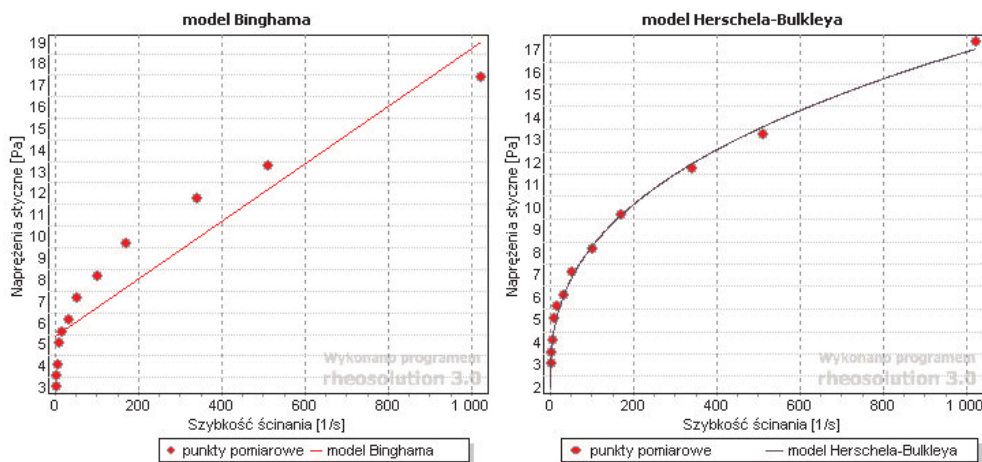 model Binghama
Naprężenia styczne [Pa]
19
18
17
16
15
14
13
12
11
10
9
8
7
6
5
4
3
0 200 400 600 800 1 000
Szybkość ścinania [1/s]
Wykonano programem
rheosolution 3.0
punkty pomiarowe model Binghama
model Herschela-Bulkleya
Naprężenia styczne [Pa]
17
16
15
14
13
12
11
10
9
8
7
6
5
4
3
2
0 200 400 600 800 1 000
Szybkość ścinania [1/s]
Wykonano programem
rheosolution 3.0
punkty pomiarowe model Herschela-Bulkleya